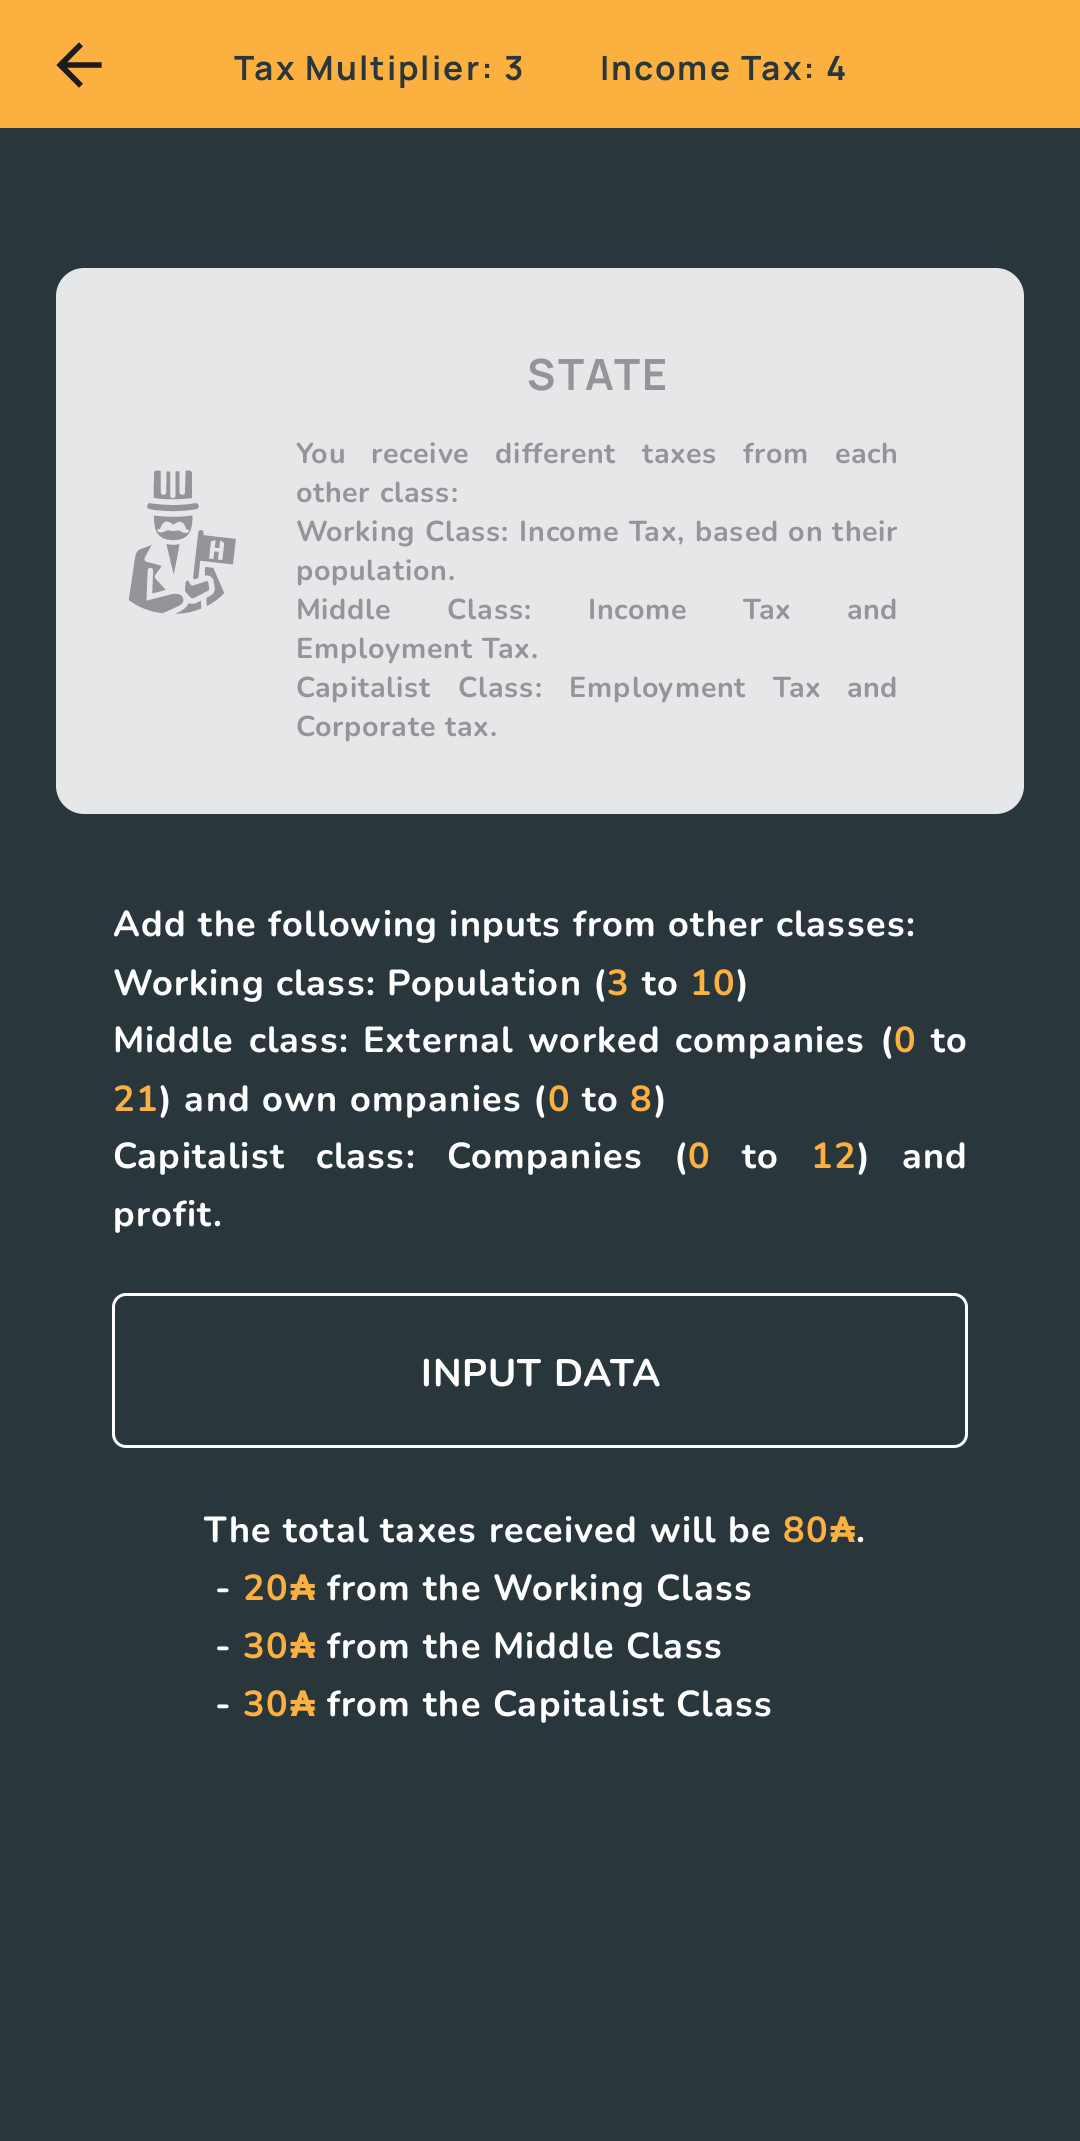 Tax Multiplier: 3 Income Tax: 4
STATE
You receive different taxes from each
other class:
Working Class: Income Tax, based on their
population.
Middle Class: Income Tax and
Employment Tax.
Capitalist Class: Employment Tax and
Corporate tax.
H
Add the following inputs from other classes:
Working class: Population (3 to 10)
Middle class: External worked companies (0 to
21) and own ompanies (0 to 8)
Capitalist class: Companies (0 to 12) and
profit.
INPUT DATA
The total taxes received will be 80₳.
- 20₳ from the Working Class
- 30₳ from the Middle Class
- 30₳ from the Capitalist Class